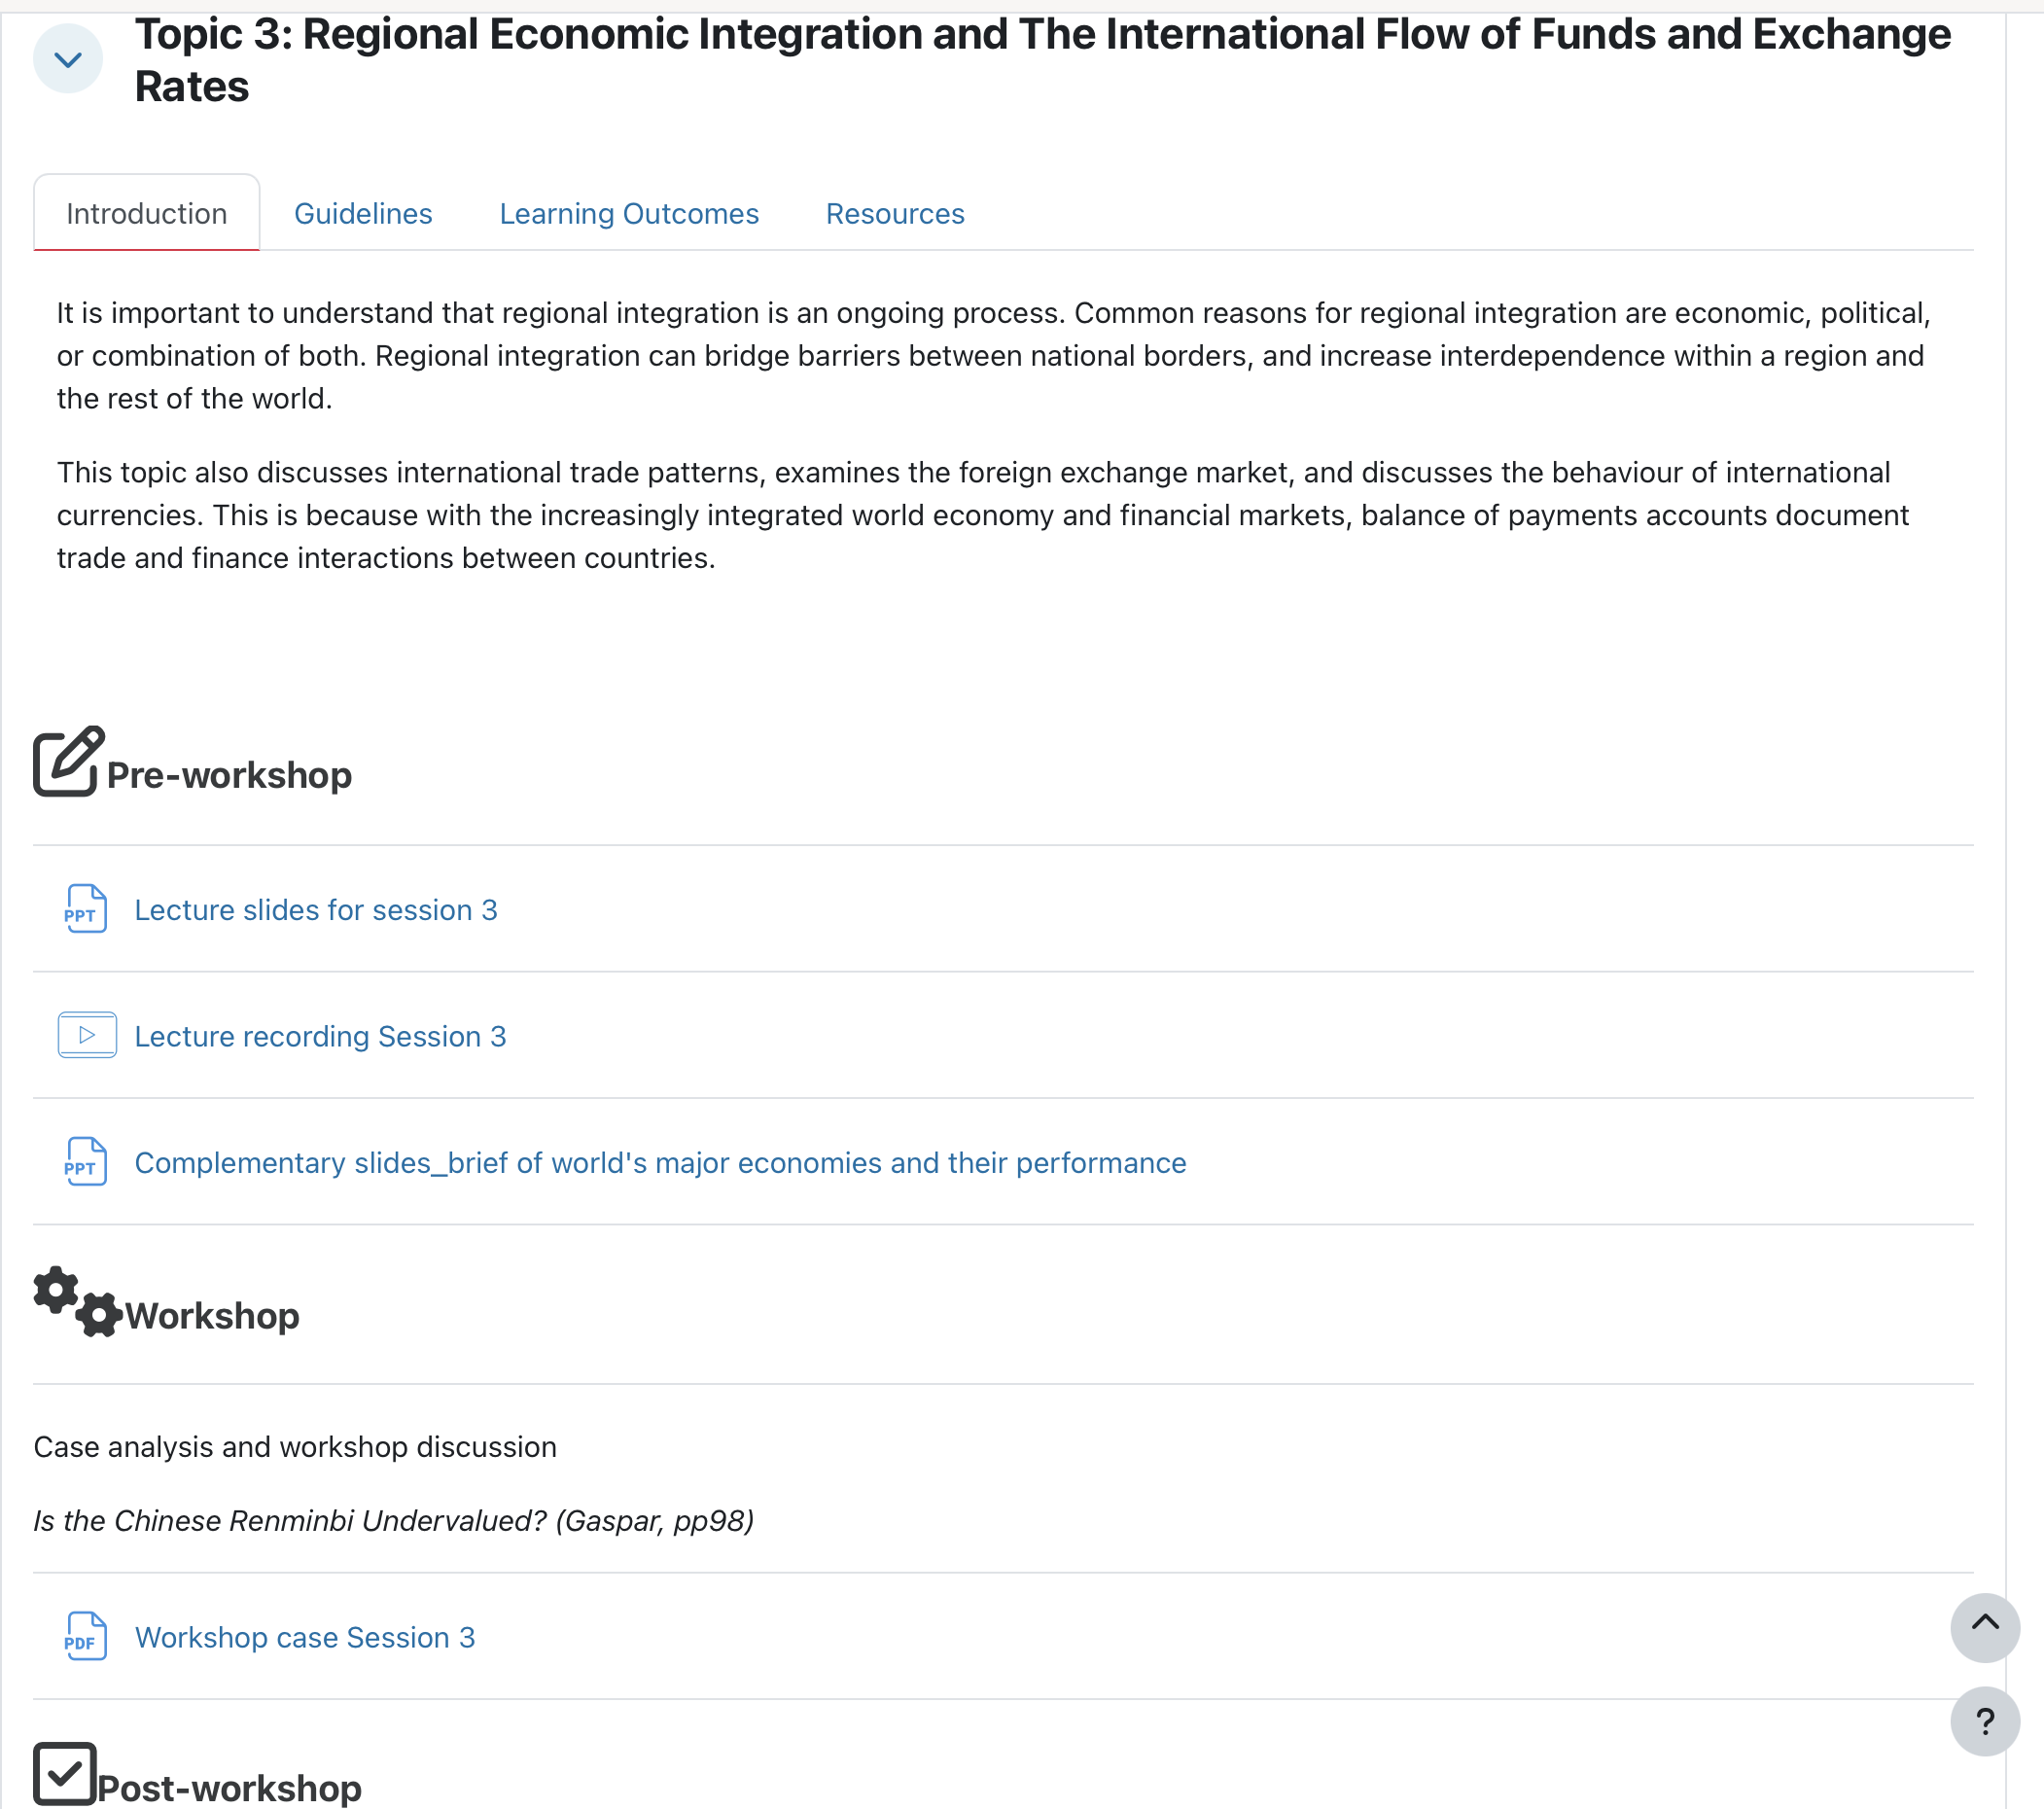 Topic 3: Regional Economic Integration and The International Flow of Funds and Exchange
Rates
Introduction
Guidelines
Learning Outcomes
Resources
It is important to understand that regional integration is an ongoing process. Common reasons for regional integration are economic, political,
or combination of both. Regional integration can bridge barriers between national borders, and increase interdependence within a region and
the rest of the world.
This topic also discusses international trade patterns, examines the foreign exchange market, and discusses the behaviour of international
currencies. This is because with the increasingly integrated world economy and financial markets, balance of payments accounts document
trade and finance interactions between countries.
Pre-workshop
PPT
Lecture slides for session 3
Lecture recording Session 3
PPT
Complementary slides_brief of world's major economies and their performance
Workshop
Case analysis and workshop discussion
Is the Chinese Renminbi Undervalued? (Gaspar, pp98)
PDF
Workshop case Session 3
?
Post-workshop